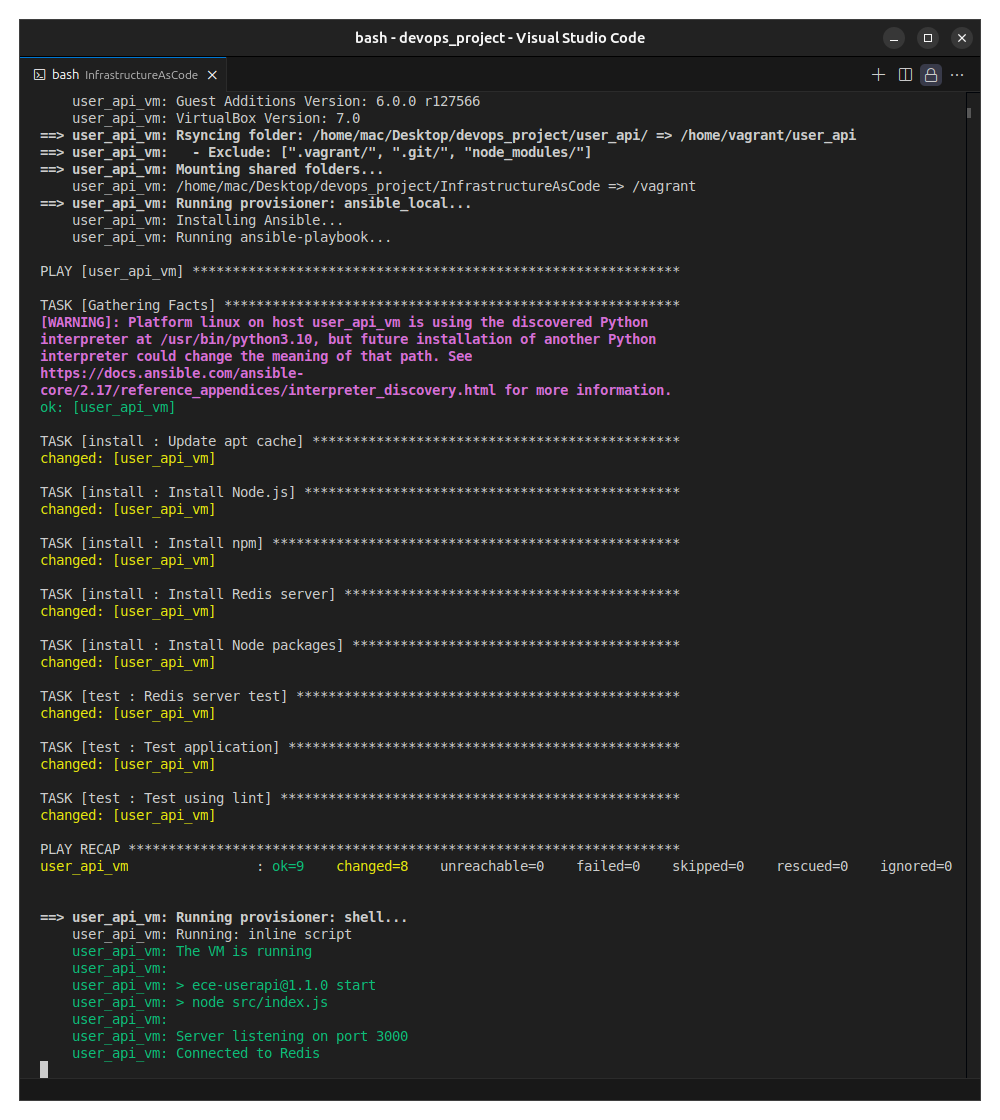 bash - devops_project - Visual Studio Code
bash InfrastructureAsCode
user_api_vm: Guest Additions Version: 6.0.0 r127566
user_api_vm: VirtualBox Version: 7.0
==> user_api_vm: Rsyncing folder: /home/mac/Desktop/devops_project/user_api/ => /home/vagrant/user_api
==> user_api_vm:   - Exclude: [".vagrant/", ".git/", "node_modules/"]
==> user_api_vm: Mounting shared folders...
user_api_vm: /home/mac/Desktop/devops_project/InfrastructureAsCode => /vagrant
==> user_api_vm: Running provisioner: ansible_local...
user_api_vm: Installing Ansible...
user_api_vm: Running ansible-playbook...
PLAY [user_api_vm] *************************************************************
TASK [Gathering Facts] *********************************************************
[WARNING]: Platform linux on host user_api_vm is using the discovered Python
interpreter at /usr/bin/python3.10, but future installation of another Python
interpreter could change the meaning of that path. See
https://docs.ansible.com/ansible-
core/2.17/reference_appendices/interpreter_discovery.html for more information.
ok: [user_api_vm]
TASK [install : Update apt cache] **********************************************
changed: [user_api_vm]
TASK [install : Install Node.js] ***********************************************
changed: [user_api_vm]
TASK [install : Install npm] ***************************************************
changed: [user_api_vm]
TASK [install : Install Redis server] ******************************************
changed: [user_api_vm]
TASK [install : Install Node packages] *****************************************
changed: [user_api_vm]
TASK [test : Redis server test] ************************************************
changed: [user_api_vm]
TASK [test : Test application] *************************************************
changed: [user_api_vm]
TASK [test : Test using lint] **************************************************
changed: [user_api_vm]
PLAY RECAP *********************************************************************
user_api_vm                : ok=9    changed=8    unreachable=0    failed=0    skipped=0    rescued=0    ignored=0
==> user_api_vm: Running provisioner: shell...
user_api_vm: Running: inline script
user_api_vm: The VM is running
user_api_vm:
user_api_vm: > ece-userapi@1.1.0 start
user_api_vm: > node src/index.js
user_api_vm:
user_api_vm: Server listening on port 3000
user_api_vm: Connected to Redis